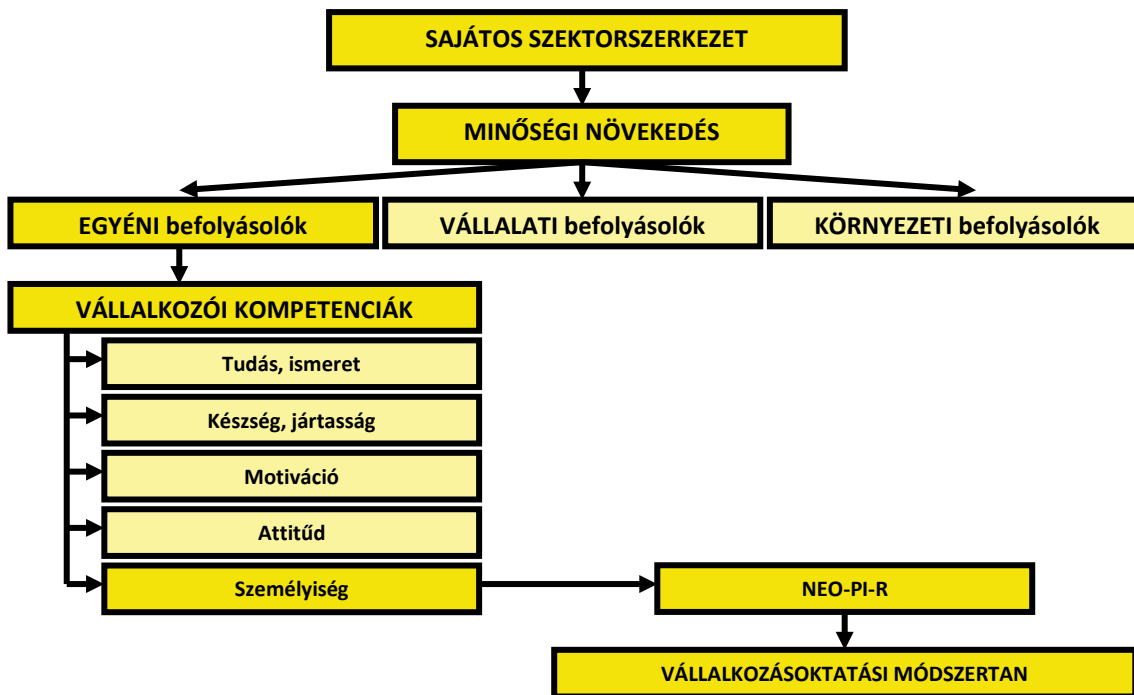 SAJÁTOS SZEKTORSZERKEZET
MINŐSÉGI NÖVEKEDÉS
EGYÉNI befolyásolók
VÁLLALATI befolyásolók
KÖRNYEZETI befolyásolók
VÁLLALKOZÓI KOMPETENCIÁK
Tudás, ismeret
Készség, jártasság
Motiváció
Attitűd
Személyiség
NEO-PI-R
VÁLLALKOZÁSOKTATÁSI MÓDSZERTAN